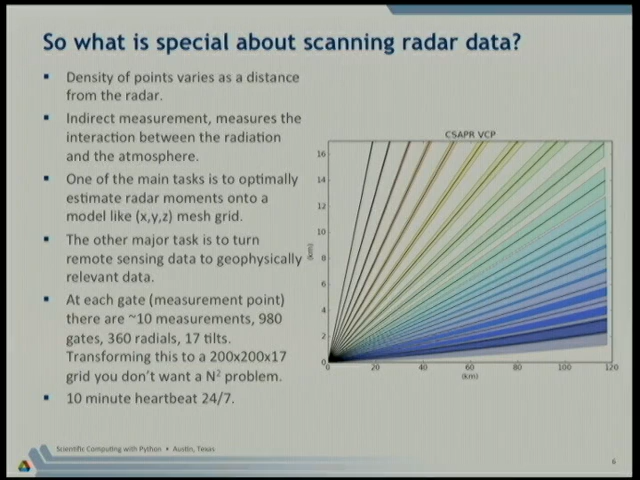 So what is special about scanning radar data?
Density of points varies as a distance
from the radar.
Indirect measurement, measures the
interaction between the radiation
and the atmosphere.
One of the main tasks is to optimally
estimate radar moments onto a
model like (x,y,z) mesh grid.
The other major task is to turn
remote sensing data to geophysically
relevant data.
At each gate (measurement point)
there are ~10 measurements, 980
gates, 360 radials, 17 tilts.
Transforming this to a 200x200x17
grid you don't want a N² problem.
10 minute heartbeat 24/7.
CSAPR VCP
16
14
12
10
8
6
4
2
0
(km)
0 20 40 60 80 100 120
(km)
Scientific Computing with Python • Austin, Texas
6